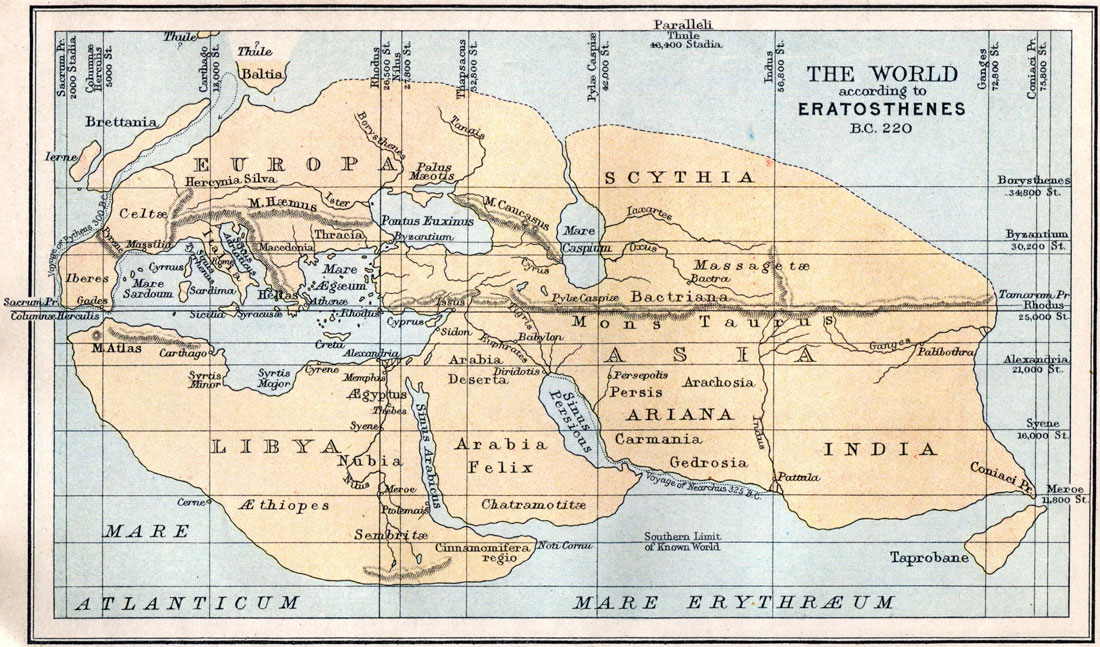 Paralleli
Thule
46,400 Stadia
Sacrum Pr.
2000 Stadia
Columnæ
Herculis
5000 St.
Carthago
13,000 St.
Rhodus
26,500 St.
Nilus
27,800 St.
Thapsacus
32,800 St.
Pylæ Caspiæ
42,000 St.
Indus
56,800 St.
Ganges
72,800 St.
Coniaci Pr.
75,800 St.
THE WORLD
according to
ERATOSTHENES
B.C. 220
Thule
?
?
Thule
Baltia
Brettania
Ierne
EUROPA
Borysthenes
Tanais
Palus
Mæotis
Hercynia Silva
M. Hæmus
Ister
Celtæ
Pontus Euxinus
M. Caucasus
SCYTHIA
Mare
Caspium
Iaxartes
Oxus
Massagetæ
Bactra
Bactriana
Borysthenes
34,800 St.
Byzantium
30,200 St.
Voyage of Pytheas 300 B.C.
Pyrene
Massilia
Italia
Rome
Sinus
Adriaticus
Sinus
Tyrrhenus
Macedonia
Thracia
Byzantium
Cyrus
Iberes
Cyrnus
Mare
Sardoum
Sardima
Mare
Ægæum
Hellas
Athenæ
Issus
Pylæ Caspiæ
Tamarum Pr
Rhodus
25,000 St.
Sacrum Pr.
Gades
Columnæ Herculis
Sicilia
Syracuse
Rhodus
Cyprus
Mons Taurus
M.Atlas
Carthago
Creta
Sidon
Tigris
Euphrates
Babylon
ASIA
Ganges
Palibothra
Alexandria
21,000 St.
Syrtis
Minor
Syrtis
Major
Cyrene
Alexandria
Memphis
Arabia
Deserta
Diridotis
Persepolis
Persis
Arachosia
Ægyptus
Thebes
Syene
Sinus Arabicus
Sinus
Persicus
ARIANA
Carmania
Gedrosia
Indus
INDIA
Syene
16,000 St.
LIBYA
Nubia
Nilus
Arabia
Felix
Voyage of Nearchus 325 B.C.
Pattala
Coniaci Pr.
Meroe
11,800 St.
Cerne
Æthiopes
Meroe
Ptolemais
Chatramotitæ
Sembritæ
Cinnamomifera
regio
Noti Cornu
Southern Limit
of Known World
Taprobane
MARE
ATLANTICUM
MARE ERYTHRÆUM